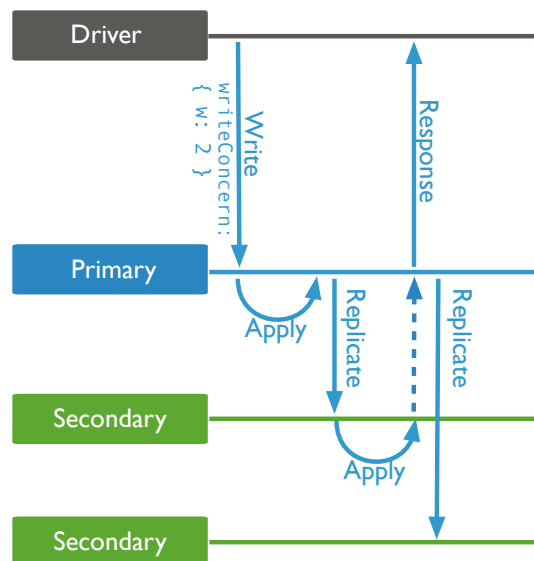 Driver
Write
writeConcern:
{ w: 2 }
Response
Primary
Apply
Replicate
Replicate
Secondary
Apply
Secondary